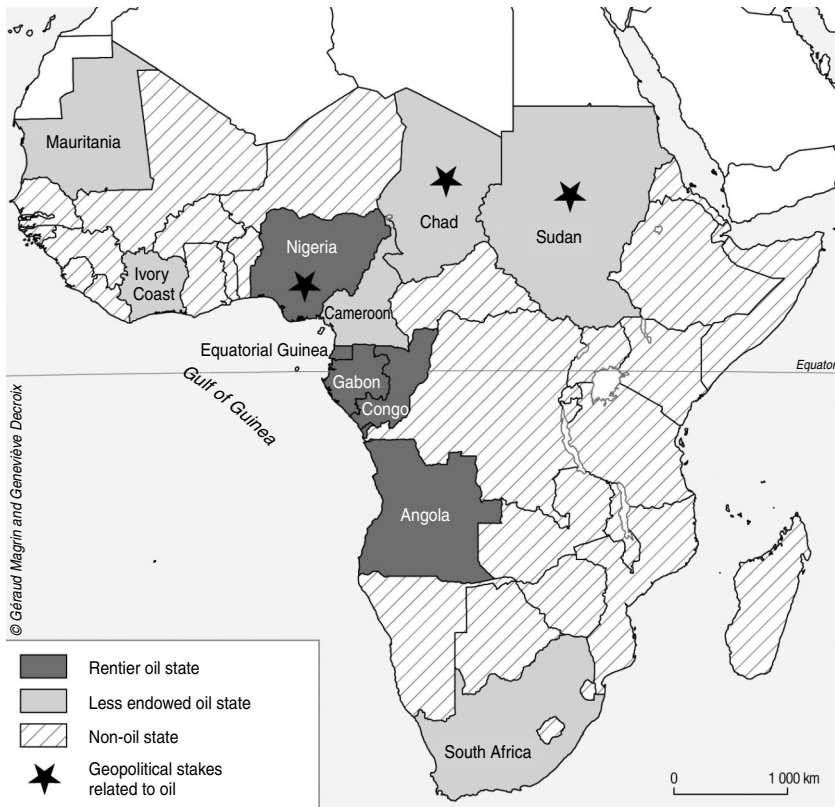 Mauritania
Chad
Sudan
Nigeria
Ivory
Coast
Cameroon
Equatorial Guinea
Equator
Gabon
Gulf of Guinea
Congo
Angola
© Géraud Magrin and Geneviève Decroix
South Africa
Rentier oil state
Less endowed oil state
Non-oil state
Geopolitical stakes
related to oil
0 1 000 km